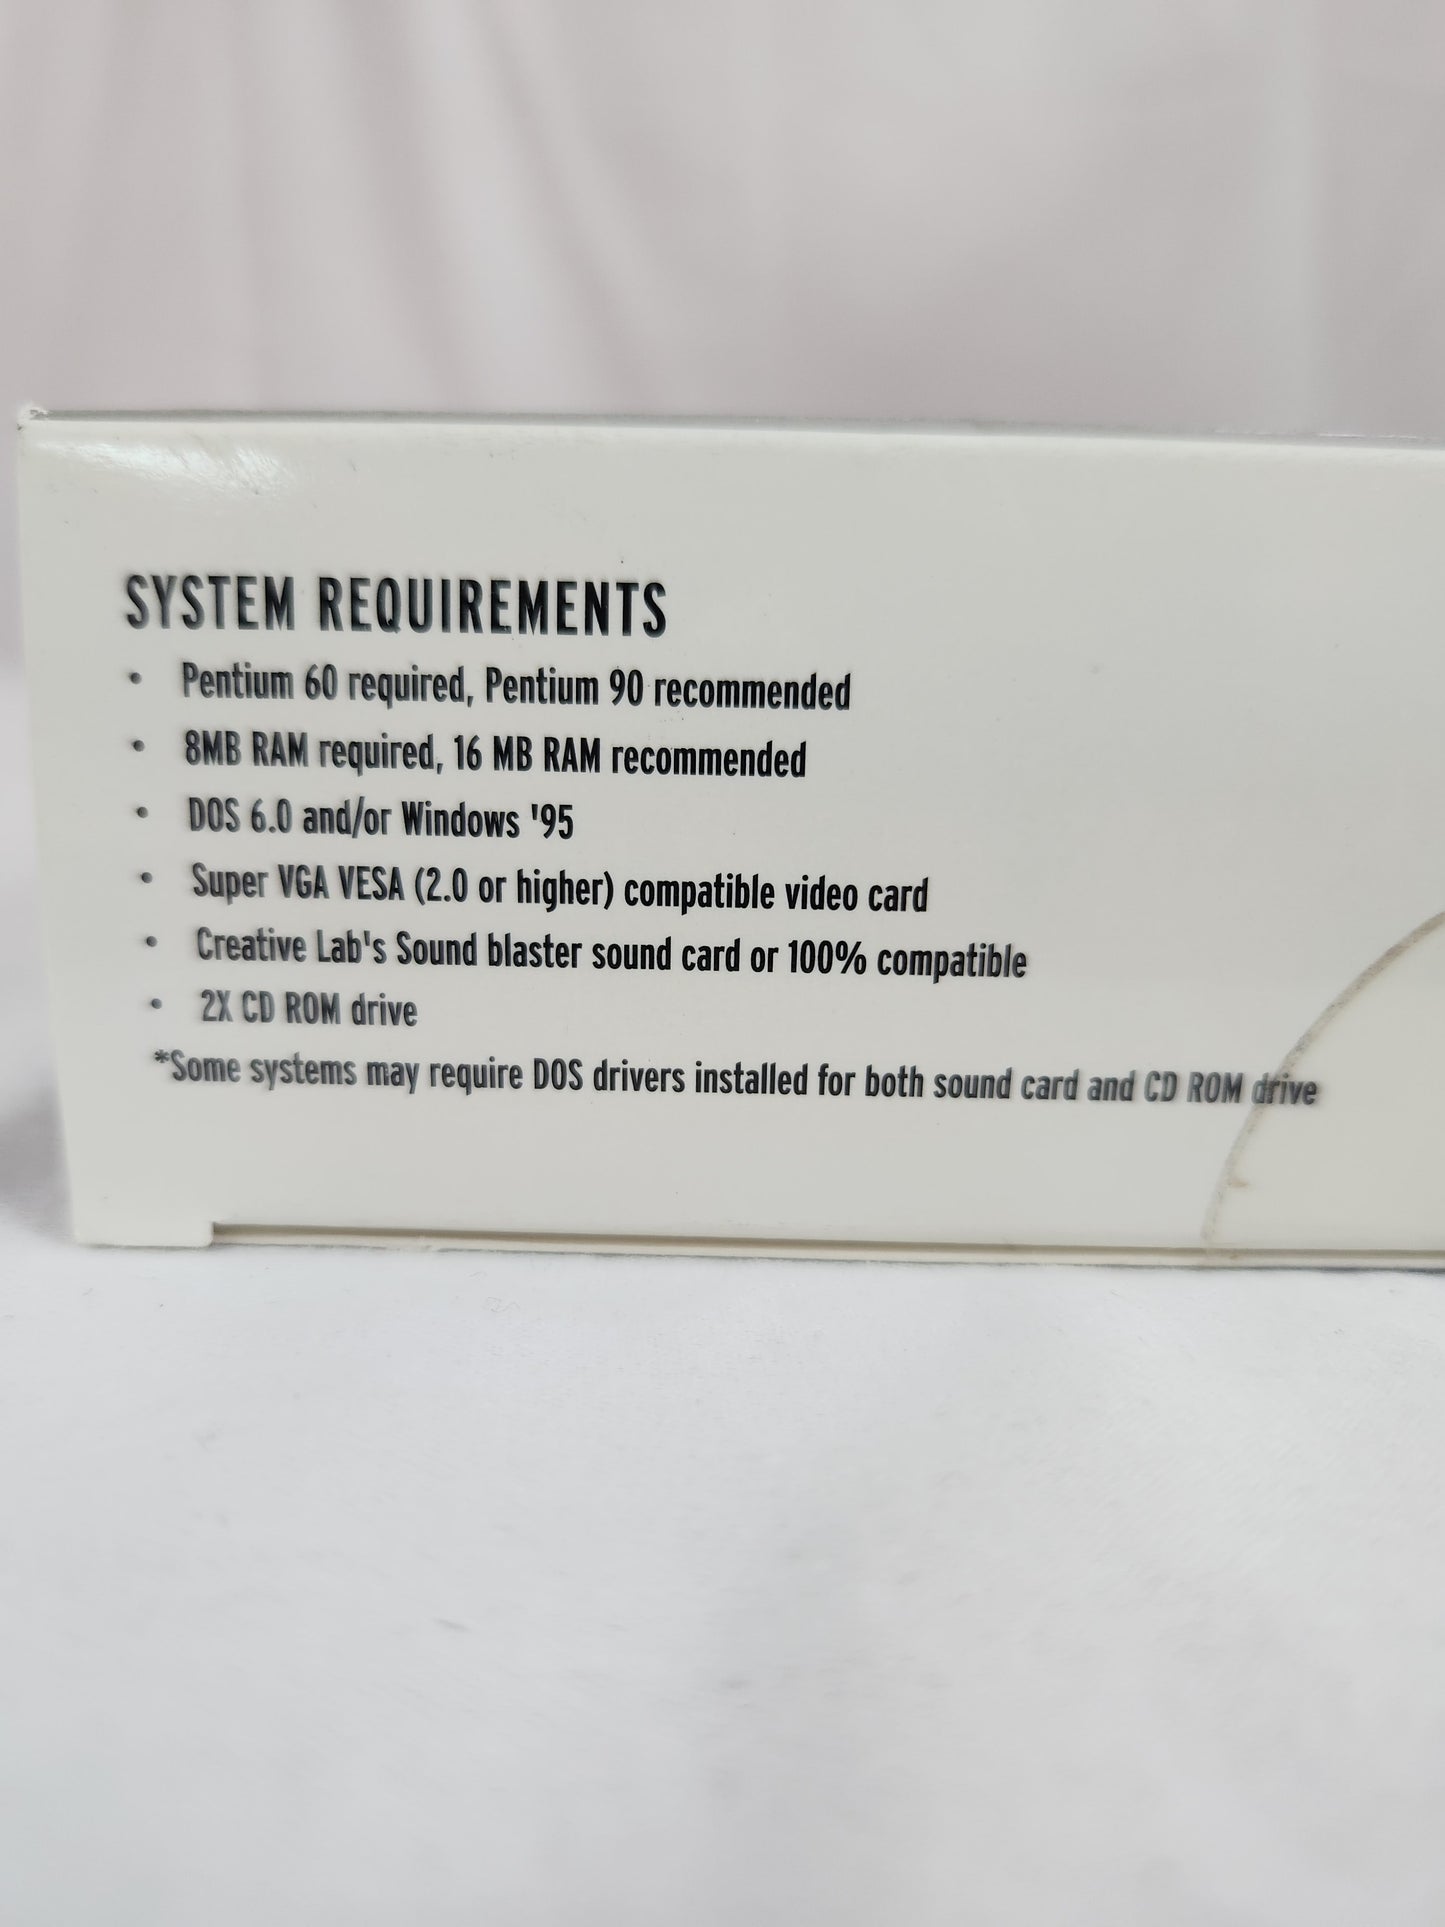 SYSTEM REQUIREMENTS
• Pentium 60 required, Pentium 90 recommended
• 8MB RAM required, 16 MB RAM recommended
• DOS 6.0 and/or Windows '95
• Super VGA VESA (2.0 or higher) compatible video card
• Creative Lab's Sound blaster sound card or 100% compatible
• 2X CD ROM drive
*Some systems may require DOS drivers installed for both sound card and CD ROM drive